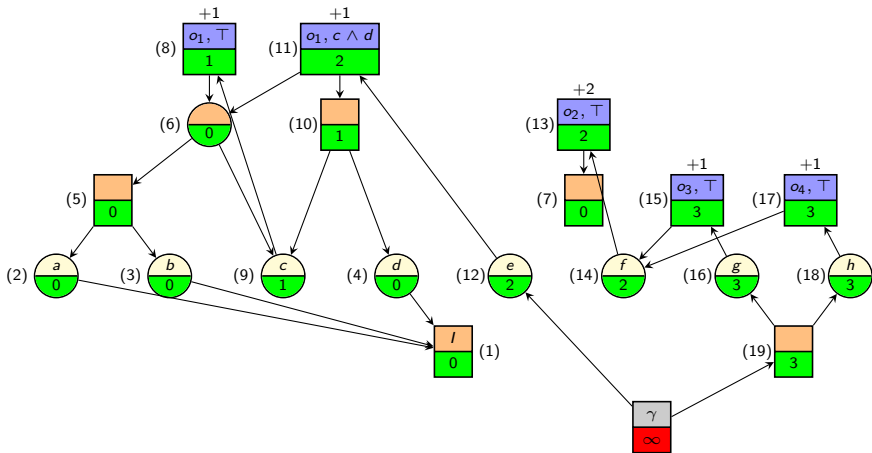 +1 +1
(8) o₁, ⊤ (11) o₁, c ∧ d
1 2
+2
(6) 0 (10) 1 (13) o₂, ⊤
2
+1 +1
(5) 0 (7) 0 (15) o₃, ⊤ (17) o₄, ⊤
3 3
(2) a (3) b (9) c (4) d (12) e (14) f (16) g (18) h
0 0 1 0 2 2 3 3
I (1) (19)
0 3
γ
∞